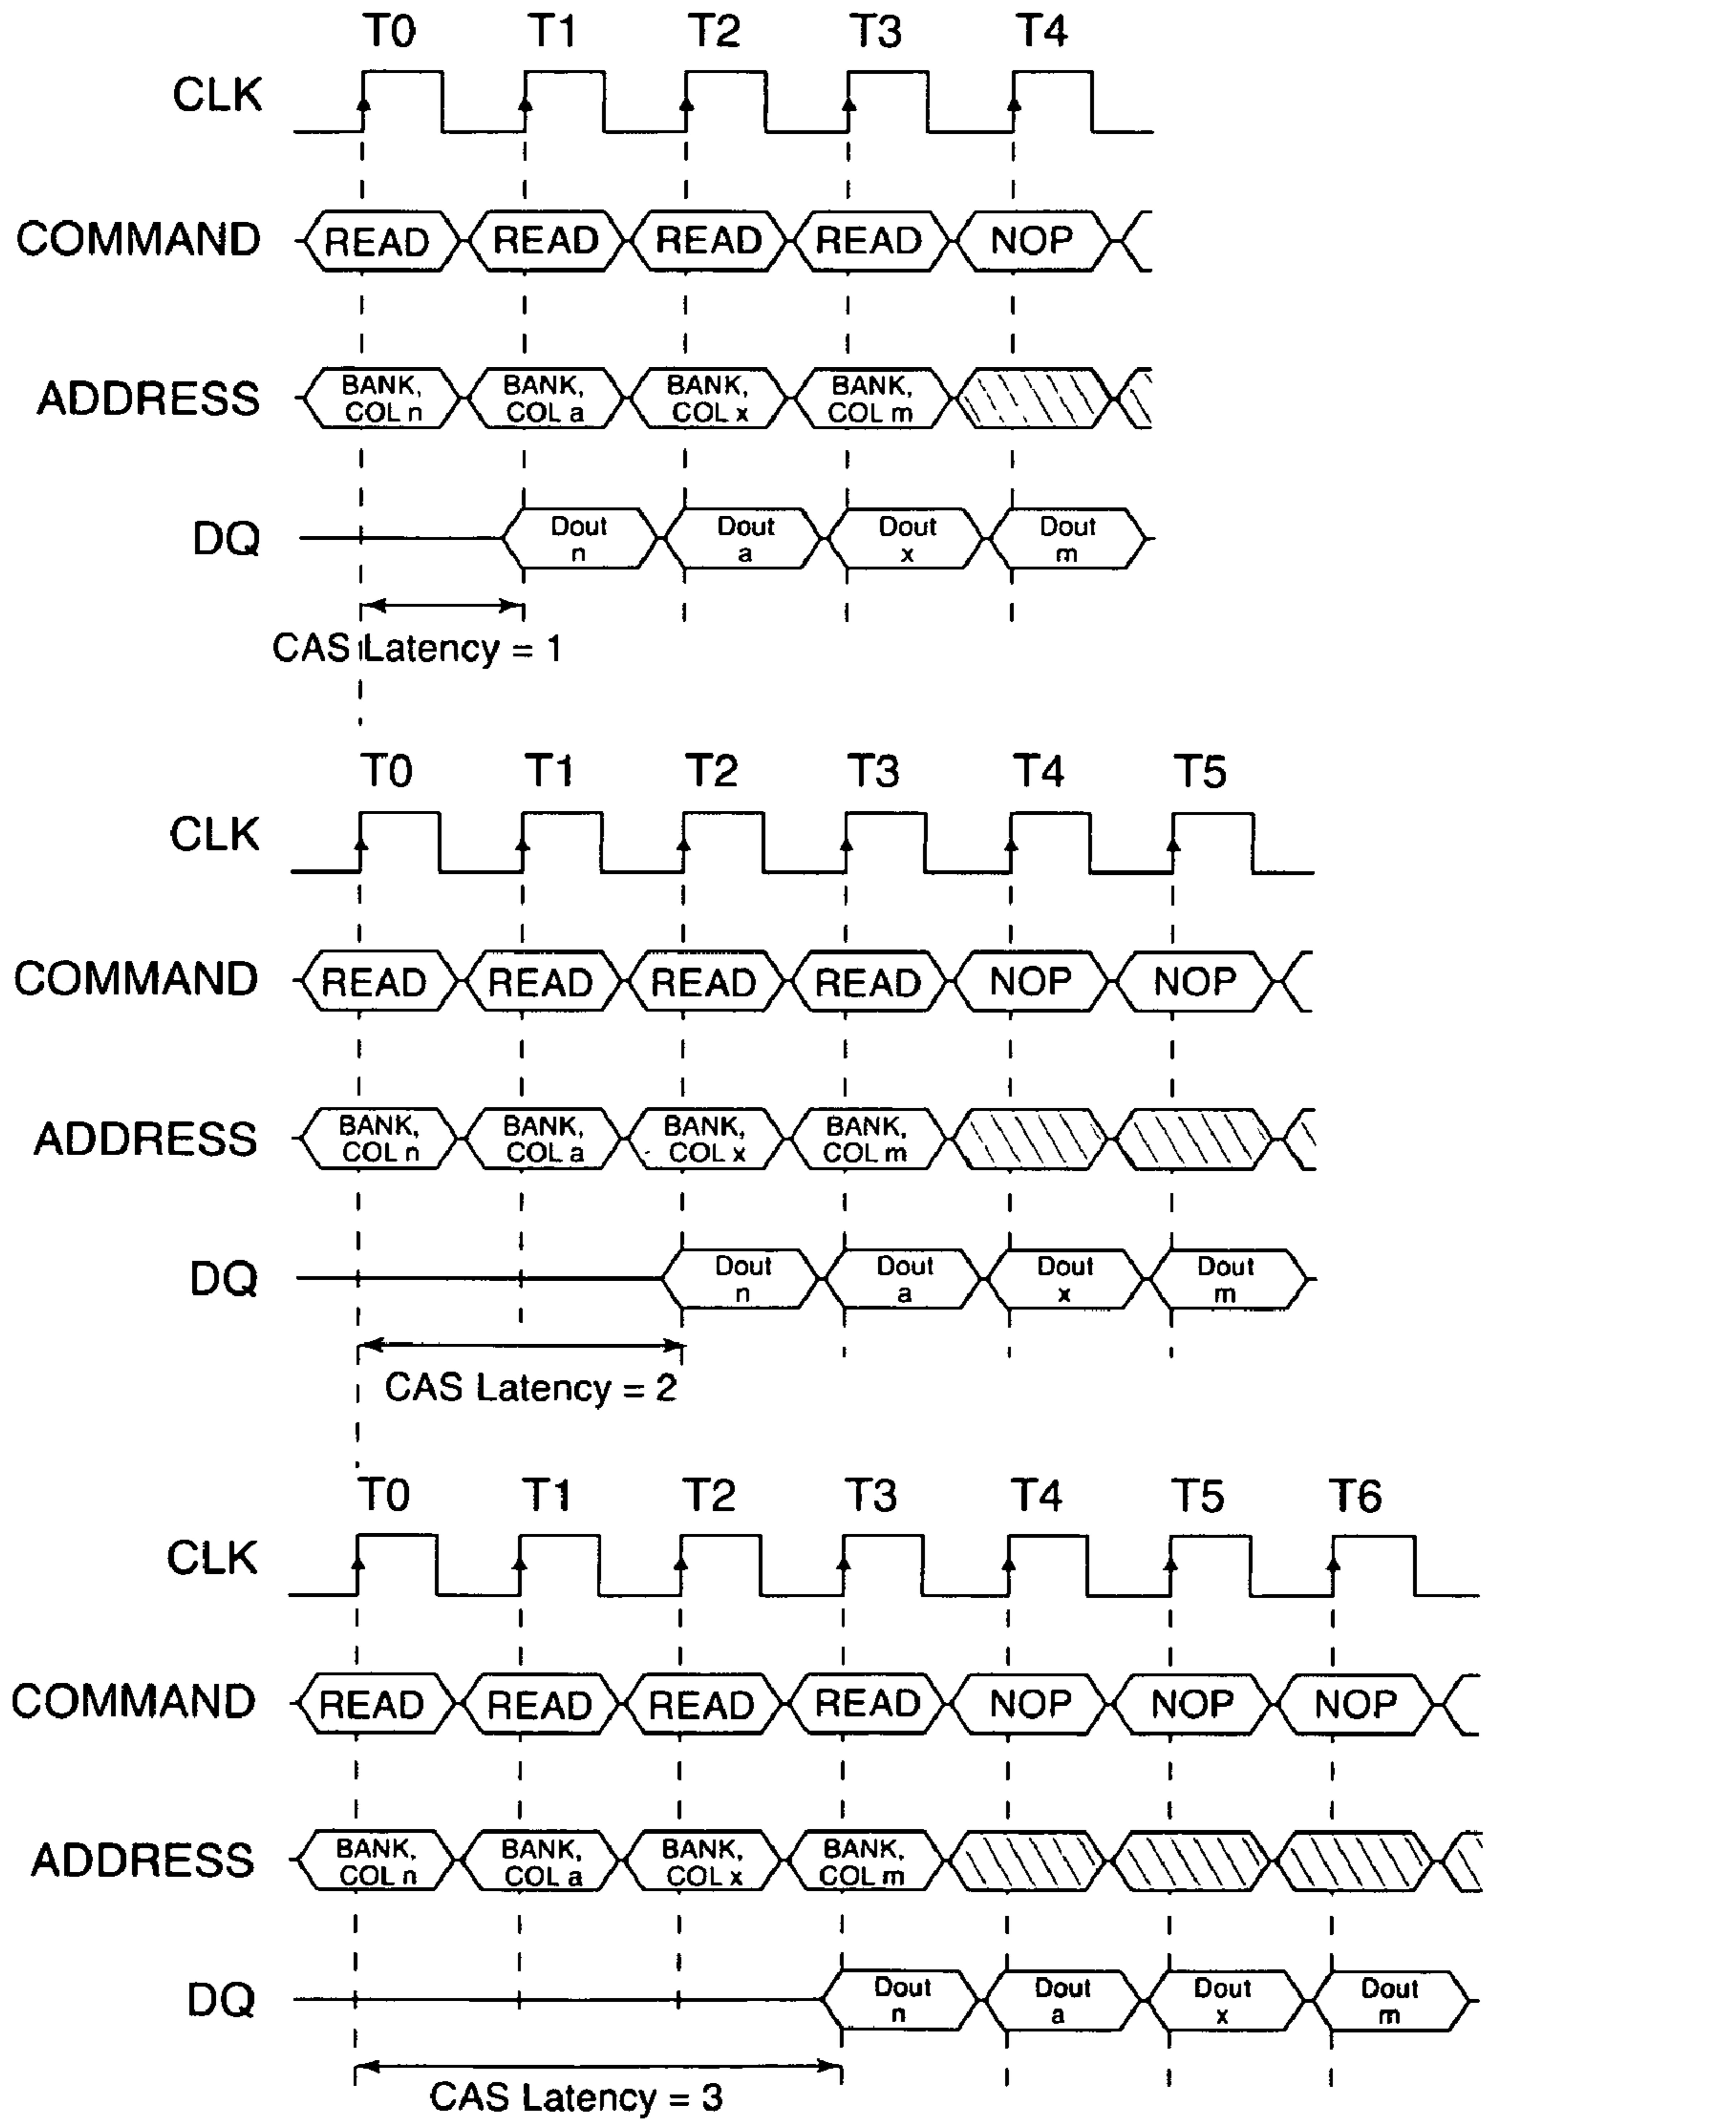 T0 T1 T2 T3 T4
CLK
COMMAND READ READ READ READ NOP
ADDRESS BANK, COL n BANK, COL a BANK, COL x BANK, COL m
DQ Dout n Dout a Dout x Dout m
CAS Latency = 1
T0 T1 T2 T3 T4 T5
CLK
COMMAND READ READ READ READ NOP NOP
ADDRESS BANK, COL n BANK, COL a BANK, COL x BANK, COL m
DQ Dout n Dout a Dout x Dout m
CAS Latency = 2
T0 T1 T2 T3 T4 T5 T6
CLK
COMMAND READ READ READ READ NOP NOP NOP
ADDRESS BANK, COL n BANK, COL a BANK, COL x BANK, COL m
DQ Dout n Dout a Dout x Dout m
CAS Latency = 3